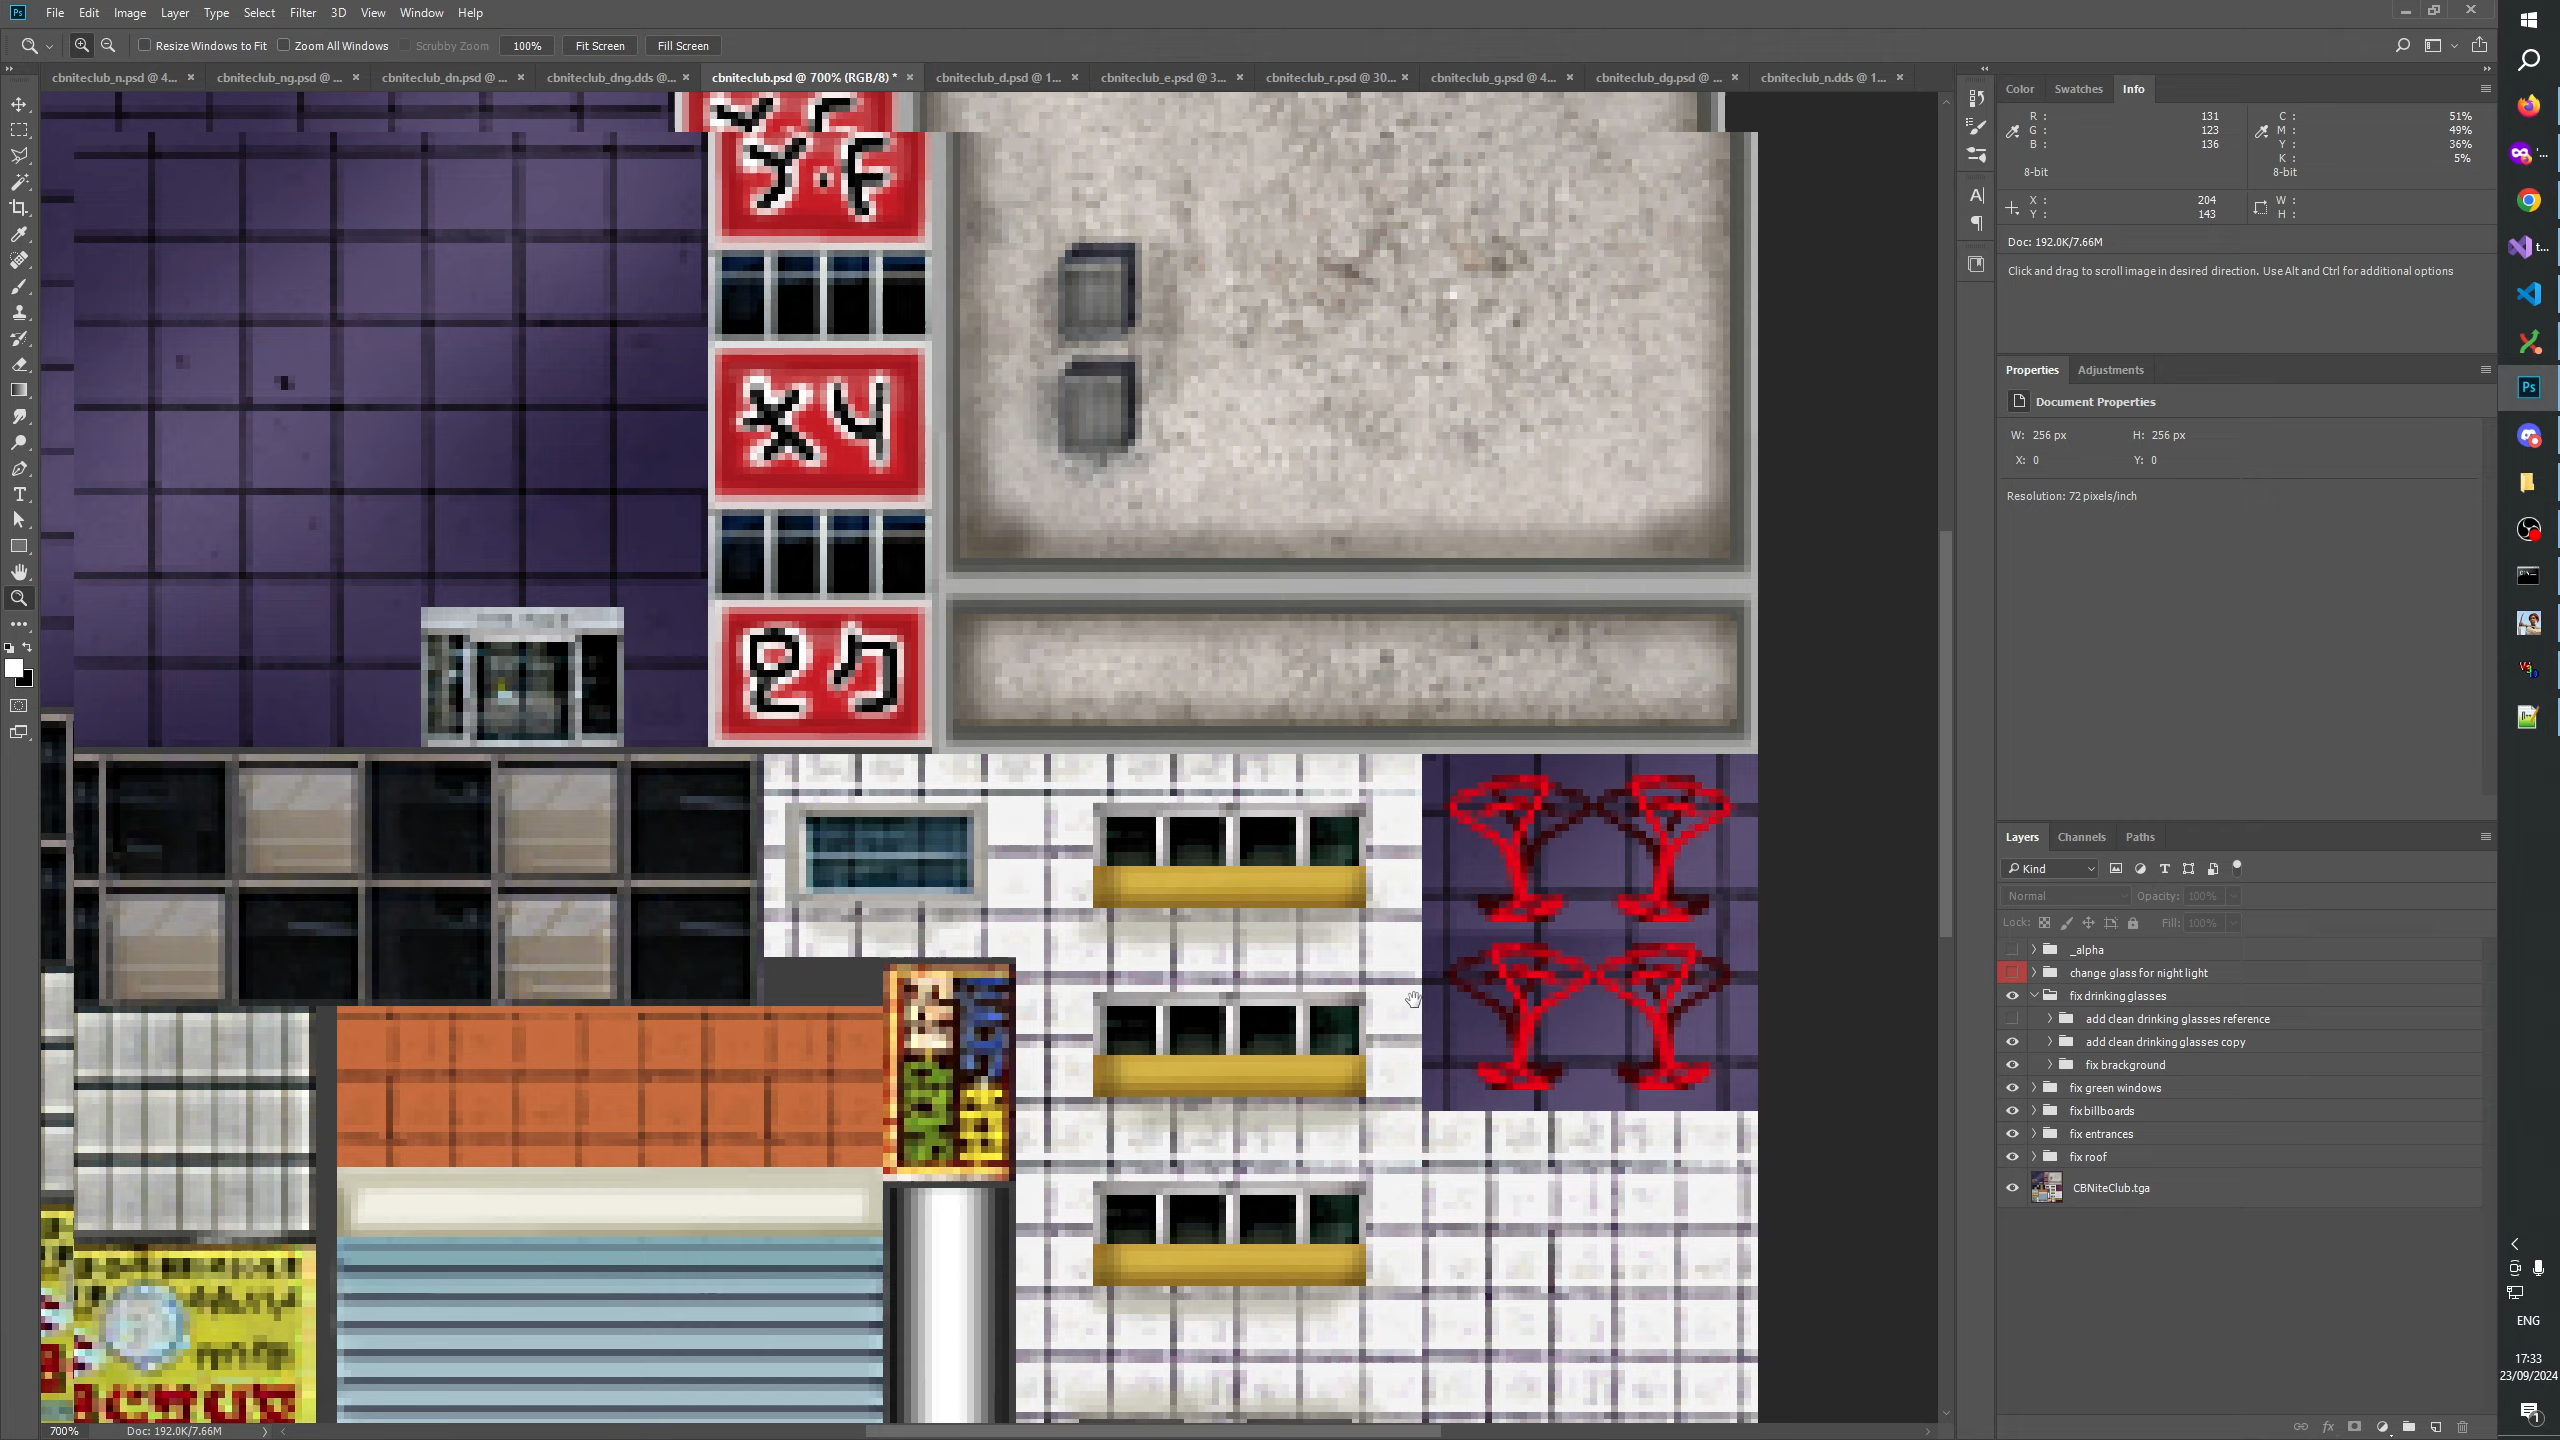 File Edit Image Layer Type Select Filter 3D View Window Help
Resize Windows to Fit Zoom All Windows Scrubby Zoom 100% Fit Screen Fill Screen
cbniteclub_n.psd @ 4... × cbniteclub_ng.psd @ ... × cbniteclub_dn.psd @ ... × cbniteclub_dng.dds @... × cbniteclub.psd @ 700% (RGB/8) * × cbniteclub_d.psd @ 1... × cbniteclub_e.psd @ 3... × cbniteclub_r.psd @ 30... × cbniteclub_g.psd @ 4... × cbniteclub_dg.psd @ ... × cbniteclub_n.dds @ 1... ×
Color Swatches Info
R : 131 C : 51%
G : 123 M : 49%
B : 136 Y : 36%
K : 5%
8-bit 8-bit
X : 204 W :
Y : 143 H :
Doc: 192.0K/7.66M
Click and drag to scroll image in desired direction. Use Alt and Ctrl for additional options
Properties Adjustments
Document Properties
W: 256 px H: 256 px
X: 0 Y: 0
Resolution: 72 pixels/inch
Layers Channels Paths
Kind
Normal Opacity: 100%
Lock: Fill: 100%
_alpha
change glass for night light
fix drinking glasses
add clean drinking glasses reference
add clean drinking glasses copy
fix brackground
fix green windows
fix billboards
fix entrances
fix roof
CBNiteClub.tga
700% Doc: 192.0K/7.66M
ENG
17:33
23/09/2024